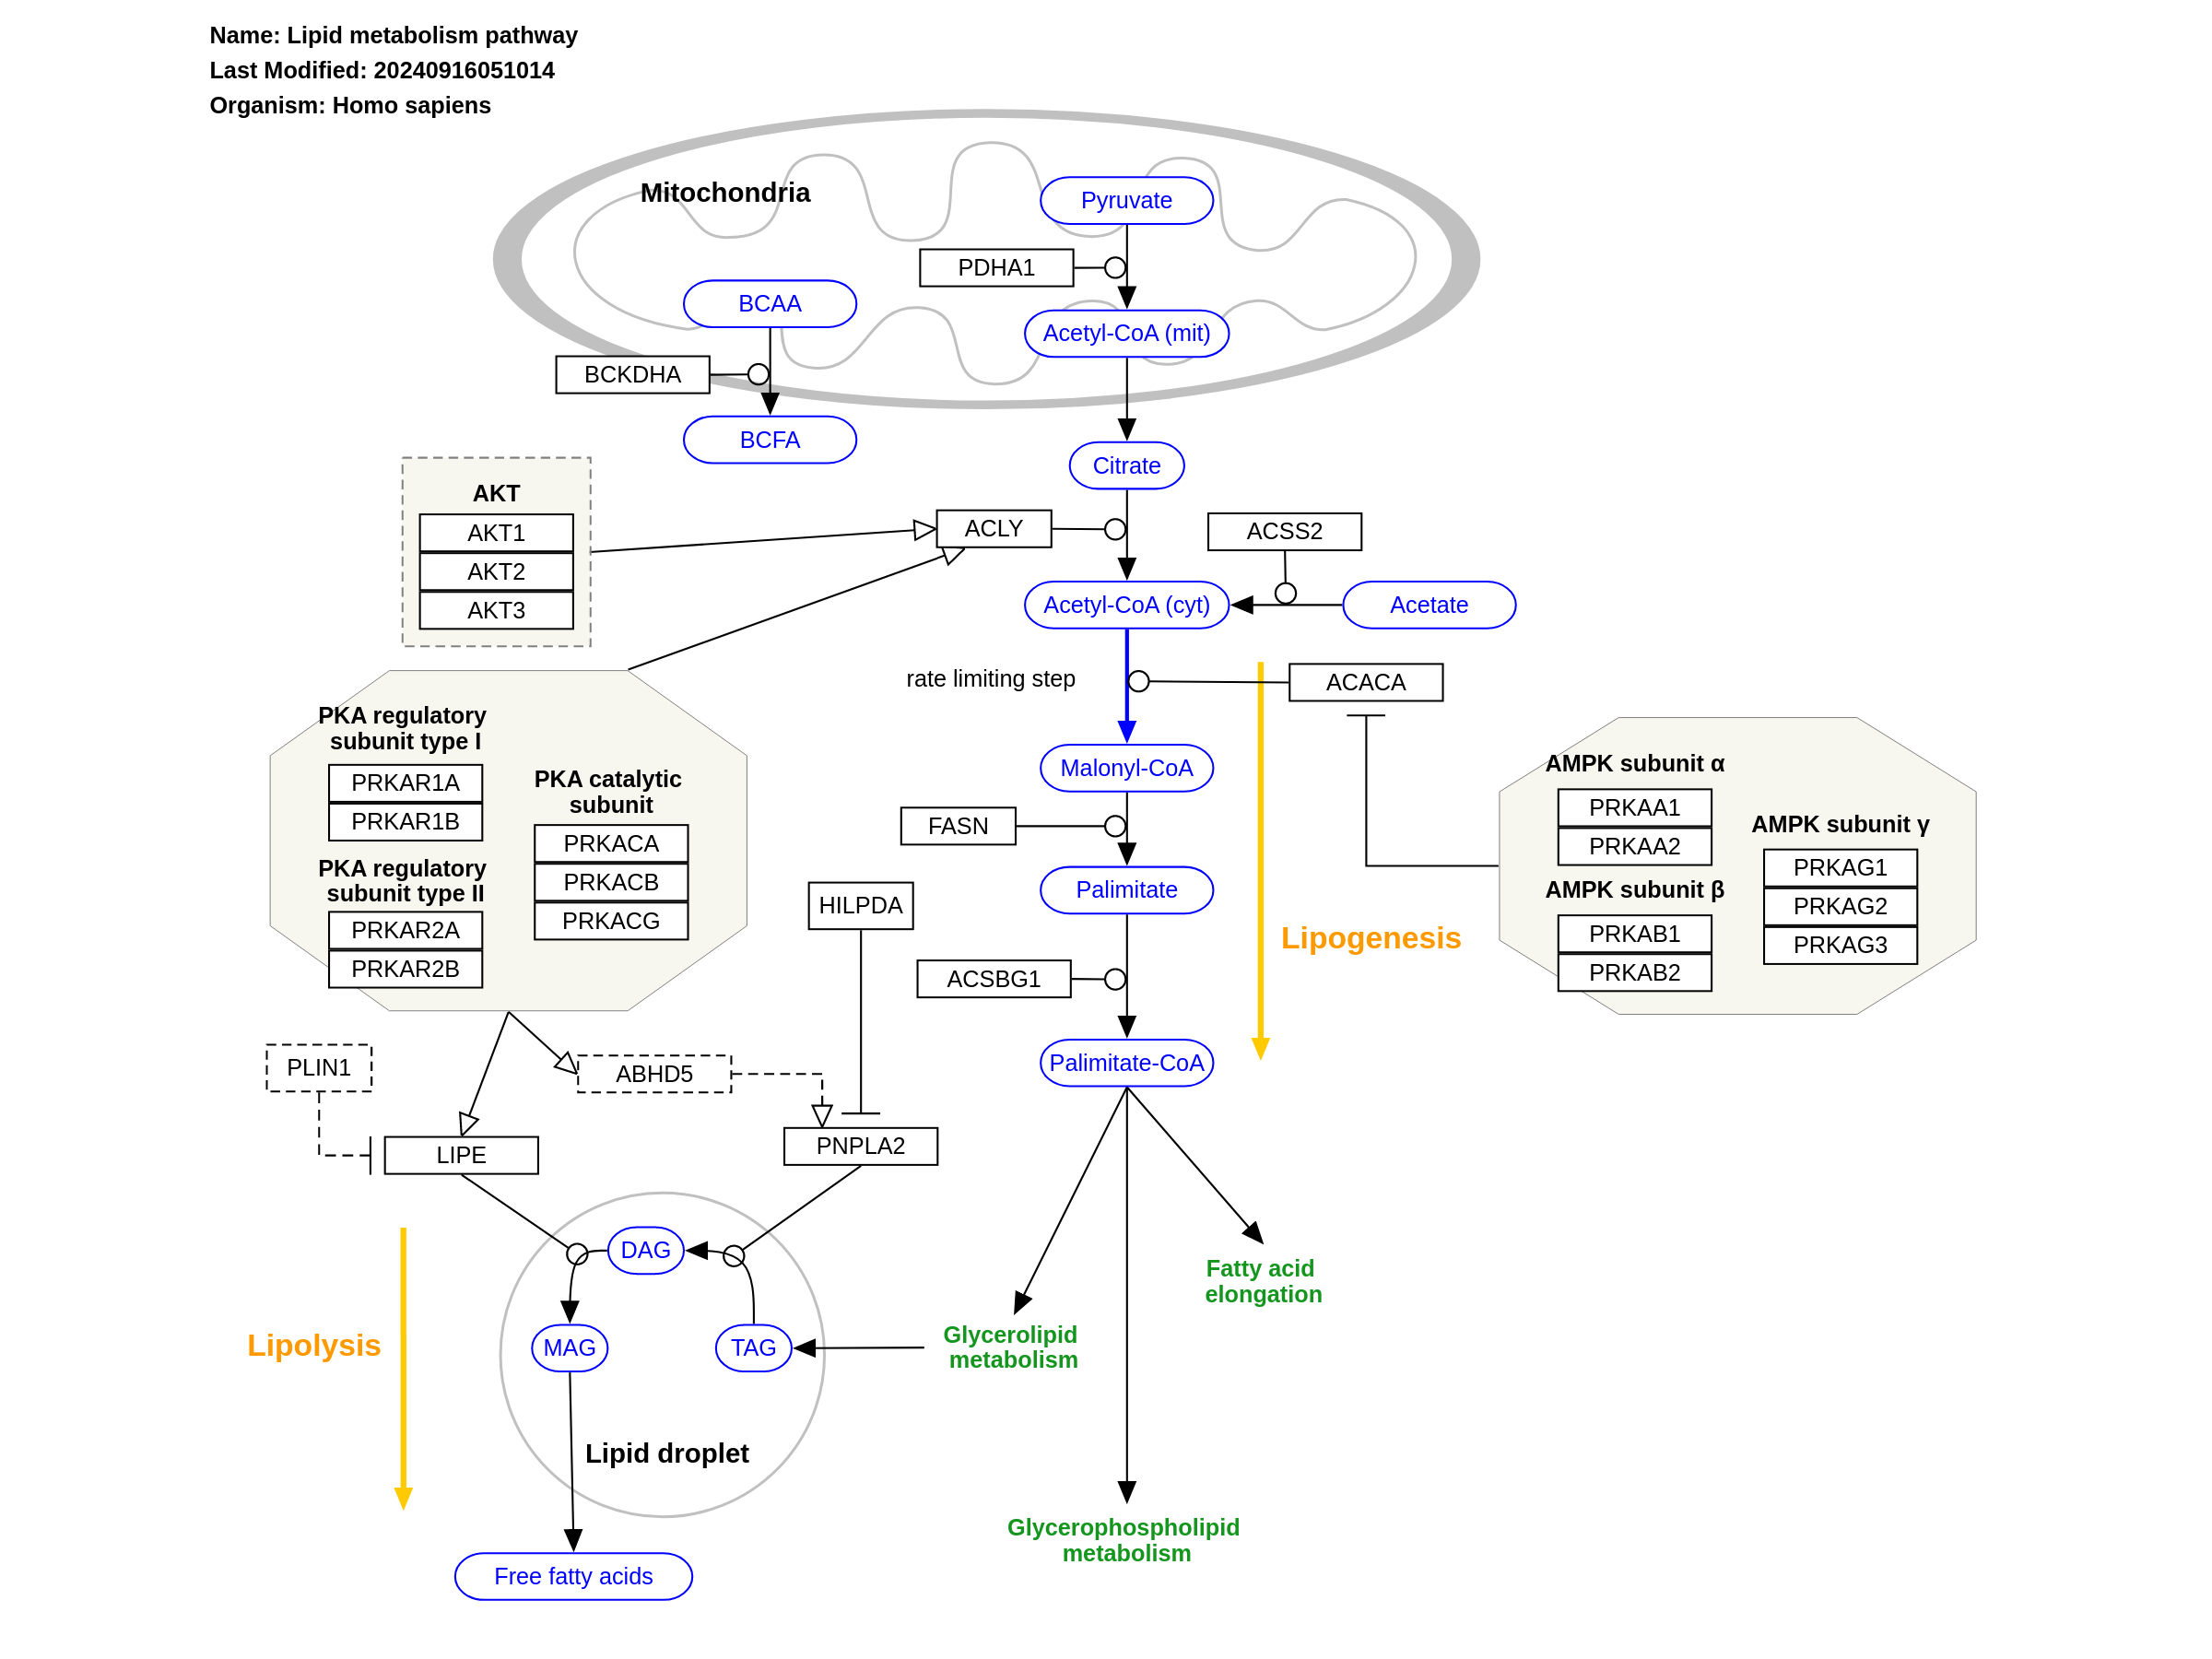 Name: Lipid metabolism pathway
Last Modified: 20240916051014
Organism: Homo sapiens
Mitochondria
Pyruvate
PDHA1
BCAA
Acetyl-CoA (mit)
BCKDHA
BCFA
Citrate
AKT
AKT1
AKT2
AKT3
ACLY
ACSS2
Acetyl-CoA (cyt)
Acetate
rate limiting step
ACACA
PKA regulatory
subunit type I
PRKAR1A
PRKAR1B
PKA regulatory
subunit type II
PRKAR2A
PRKAR2B
PKA catalytic
subunit
PRKACA
PRKACB
PRKACG
Malonyl-CoA
FASN
Palimitate
HILPDA
ACSBG1
Palimitate-CoA
Lipogenesis
AMPK subunit α
PRKAA1
PRKAA2
AMPK subunit β
PRKAB1
PRKAB2
AMPK subunit γ
PRKAG1
PRKAG2
PRKAG3
PLIN1
ABHD5
LIPE
PNPLA2
DAG
MAG
TAG
Lipolysis
Lipid droplet
Free fatty acids
Fatty acid
elongation
Glycerolipid
metabolism
Glycerophospholipid
metabolism